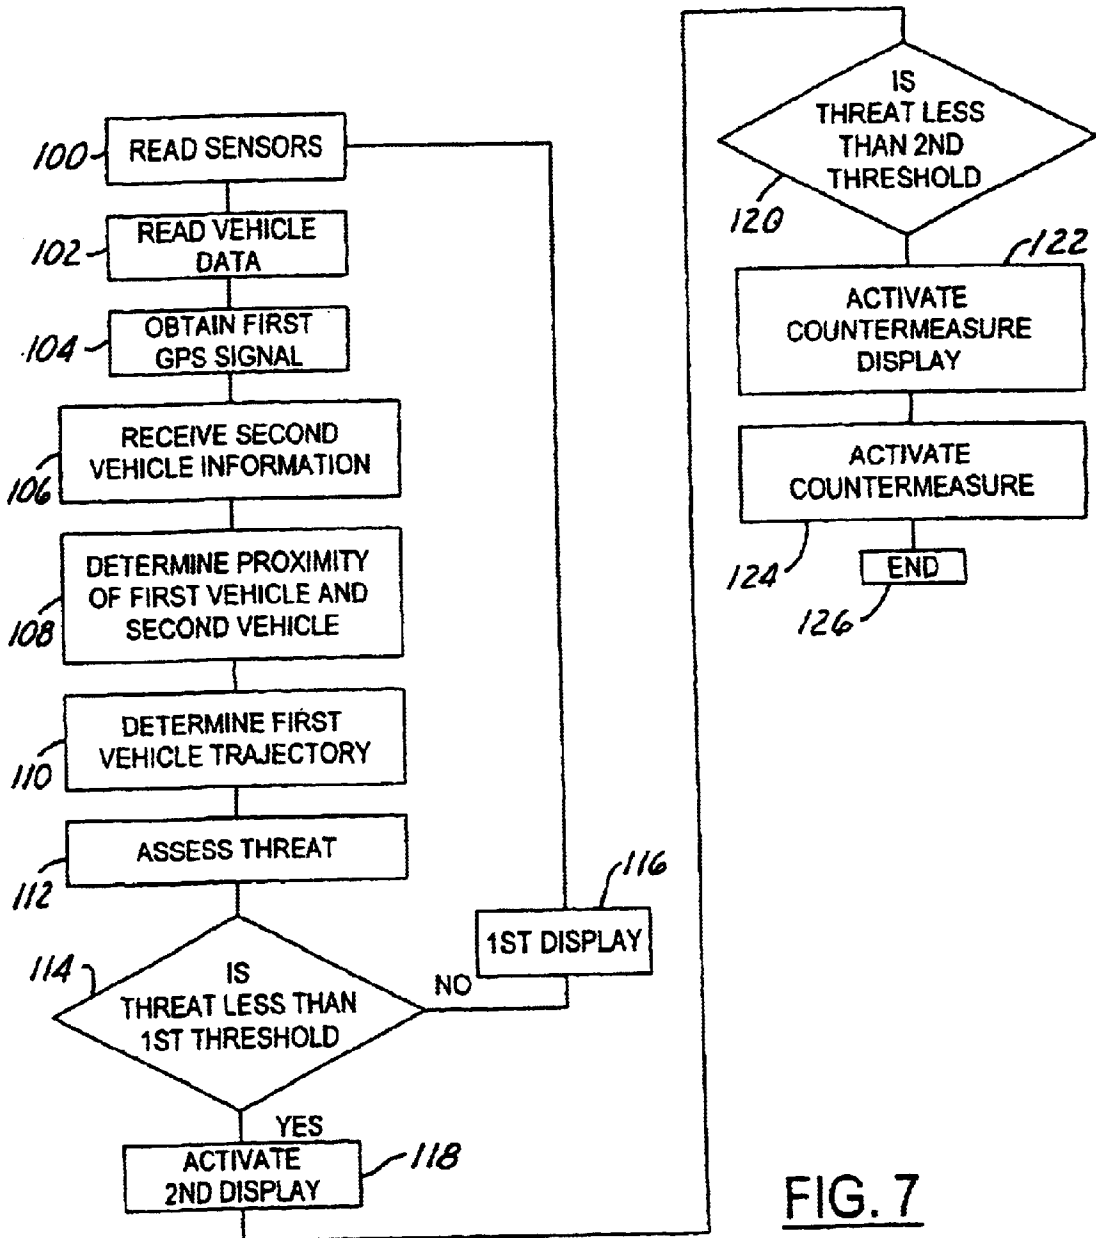 100
READ SENSORS
102
READ VEHICLE
DATA
104
OBTAIN FIRST
GPS SIGNAL
106
RECEIVE SECOND
VEHICLE INFORMATION
108
DETERMINE PROXIMITY
OF FIRST VEHICLE AND
SECOND VEHICLE
110
DETERMINE FIRST
VEHICLE TRAJECTORY
112
ASSESS THREAT
114
IS
THREAT LESS THAN
1ST THRESHOLD
NO
116
1ST DISPLAY
YES
ACTIVATE
2ND DISPLAY
118
IS
THREAT LESS
THAN 2ND
THRESHOLD
120
122
ACTIVATE
COUNTERMEASURE
DISPLAY
ACTIVATE
COUNTERMEASURE
124
END
126
FIG. 7